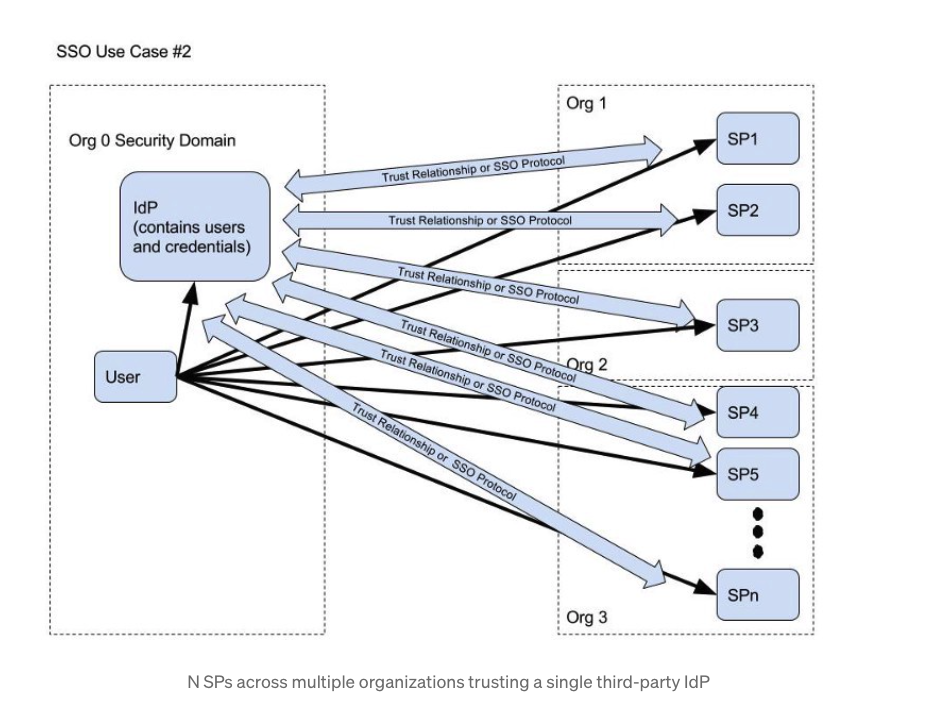 SSO Use Case #2
Org 0 Security Domain
IdP
(contains users
and credentials)
User
Trust Relationship or SSO Protocol
Trust Relationship or SSO Protocol
Trust Relationship or SSO Protocol
Trust Relationship or SSO Protocol
Trust Relationship or SSO Protocol
Trust Relationship or SSO Protocol
Org 1
SP1
SP2
SP3
Org 2
SP4
SP5
SPn
Org 3
N SPs across multiple organizations trusting a single third-party IdP